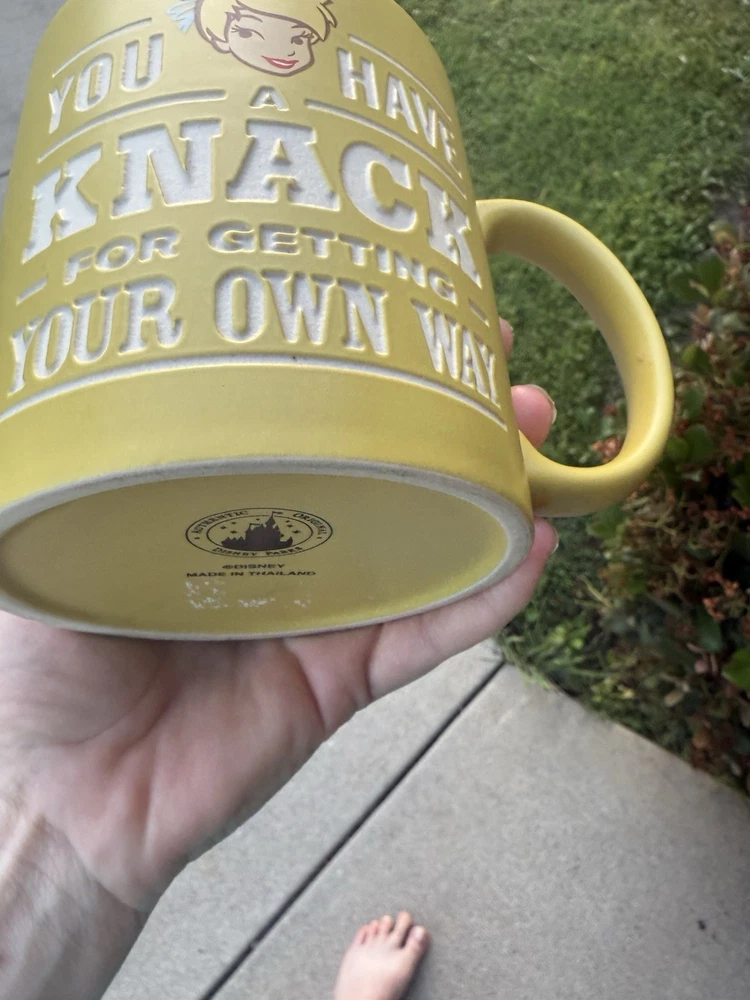 YOU HAVE
A
KNACK
FOR GETTING
YOUR OWN WAY
AUTHENTIC ORIGINAL
DISNEY PARKS
©DISNEY
MADE IN THAILAND